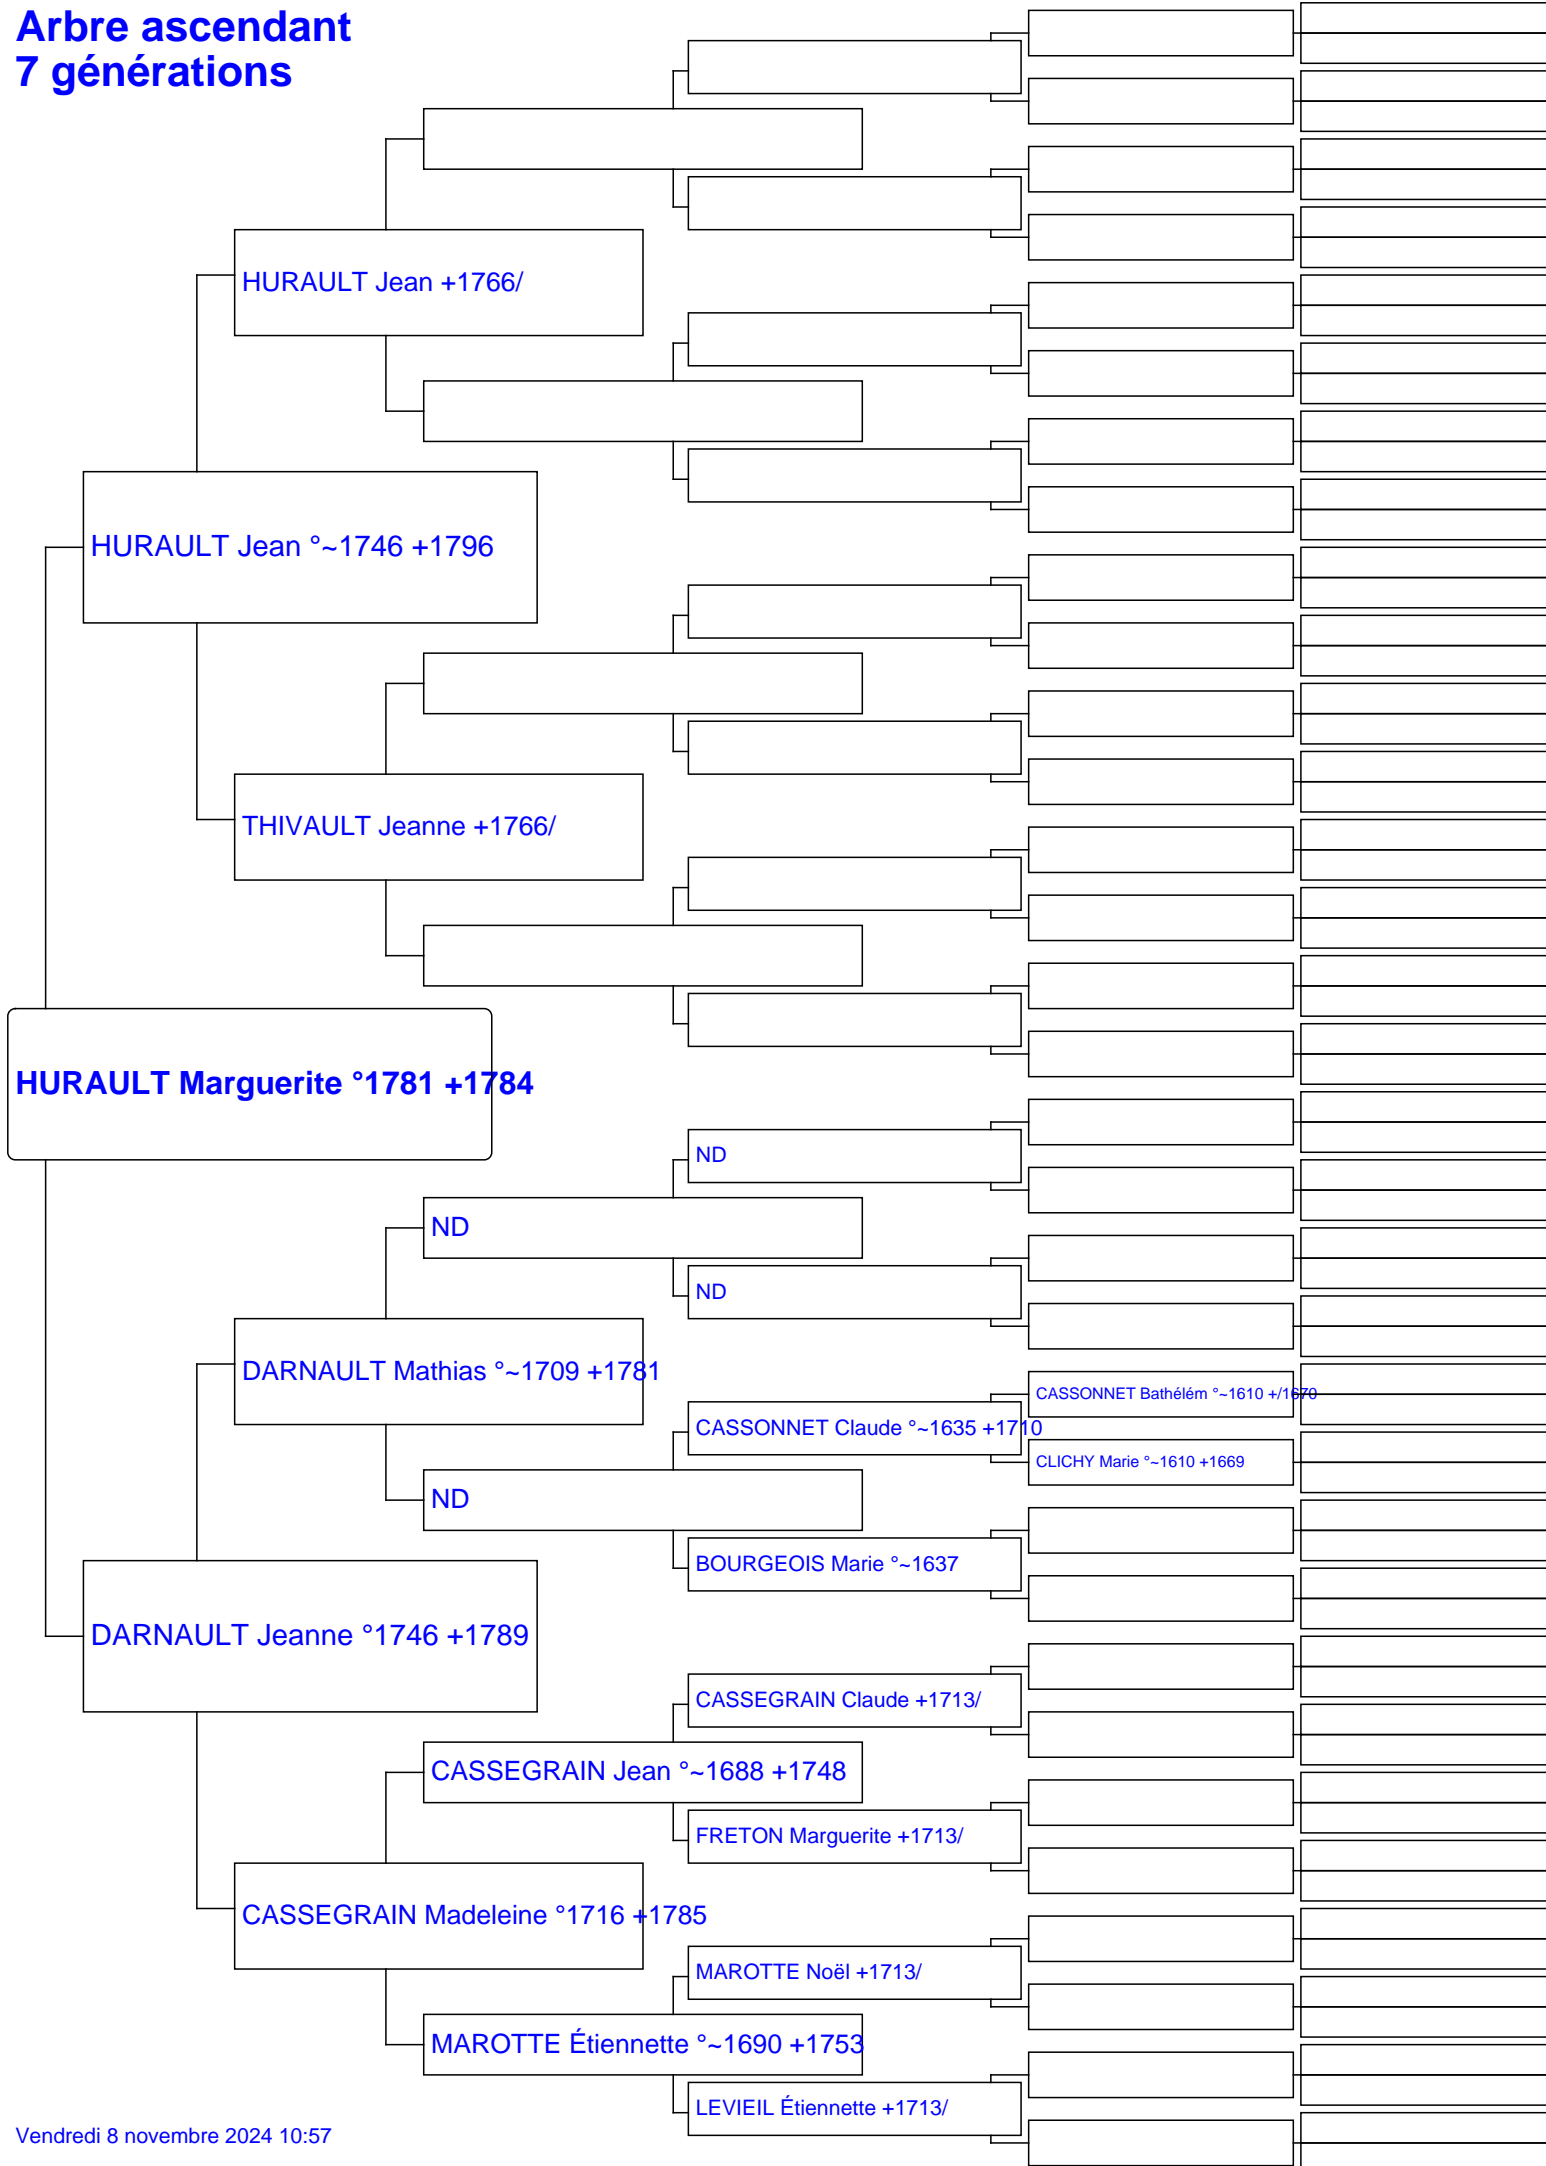 Arbre ascendant
7 générations
HURAULT Jean +1766/
HURAULT Jean °~1746 +1796
THIVAULT Jeanne +1766/
HURAULT Marguerite °1781 +1784
ND
ND
ND
DARNAULT Mathias °~1709 +1781
CASSONNET Bathélém °~1610 +/1670
CASSONNET Claude °~1635 +1710
CLICHY Marie °~1610 +1669
ND
BOURGEOIS Marie °~1637
DARNAULT Jeanne °1746 +1789
CASSEGRAIN Claude +1713/
CASSEGRAIN Jean °~1688 +1748
FRETON Marguerite +1713/
CASSEGRAIN Madeleine °1716 +1785
MAROTTE Noël +1713/
MAROTTE Étiennette °~1690 +1753
LEVIEIL Étiennette +1713/
Vendredi 8 novembre 2024 10:57